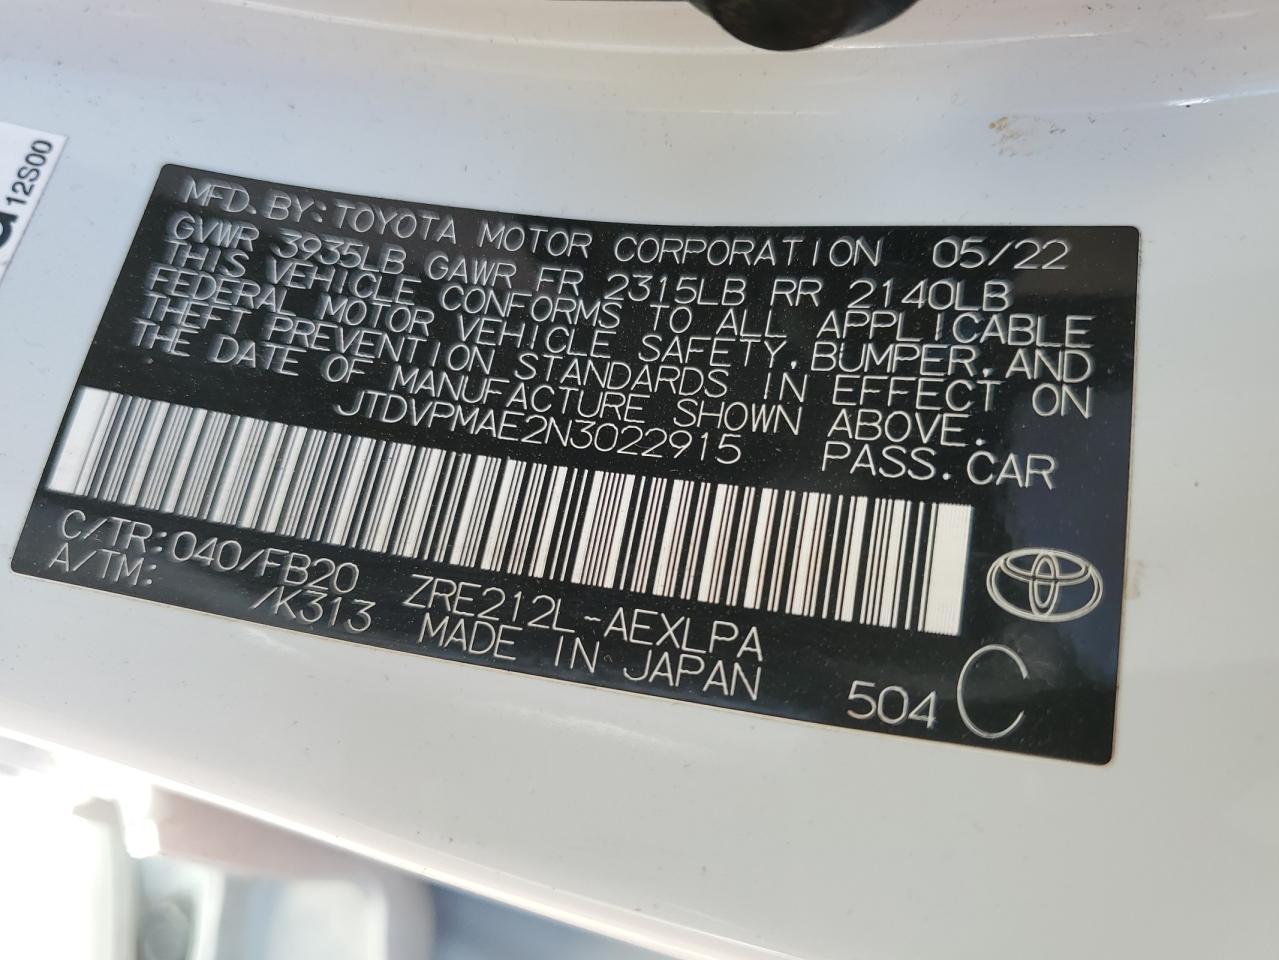 12S00
MFD. BY: TOYOTA MOTOR CORPORATION 05/22
GVWR 3935LB GAWR FR 2315LB RR 2140LB
THIS VEHICLE CONFORMS TO ALL APPLICABLE
FEDERAL MOTOR VEHICLE SAFETY, BUMPER, AND
THEFT PREVENTION STANDARDS IN EFFECT ON
THE DATE OF MANUFACTURE SHOWN ABOVE.
JTDVPMAE2N3022915 PASS. CAR
C/TR: 040/FB20 ZRE212L-AEXLPA
A/TM: /K313 MADE IN JAPAN
504 C